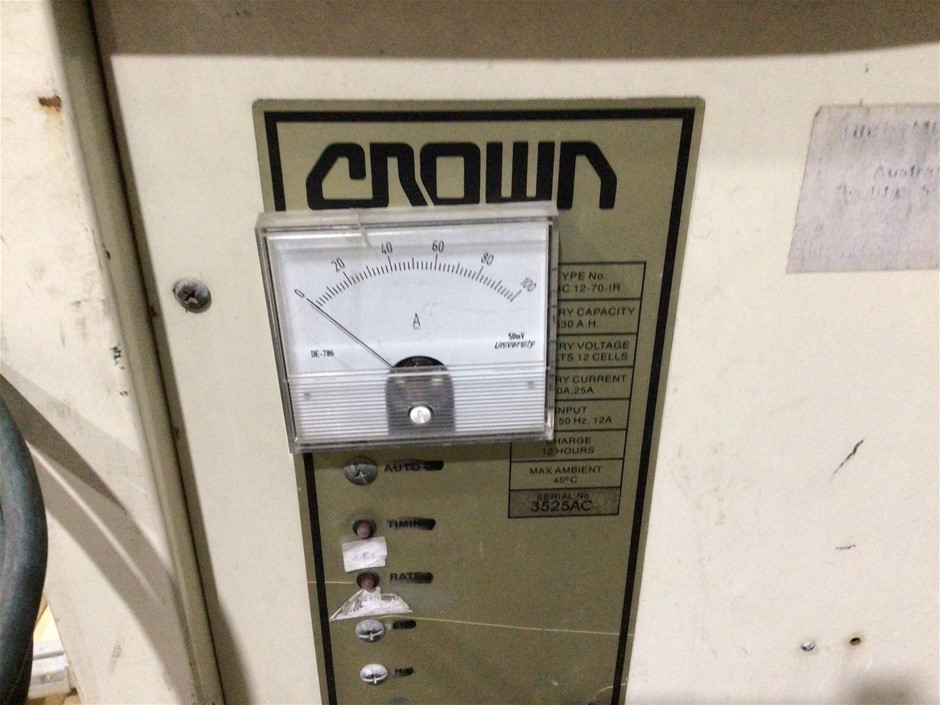 CROWN
0 20 40 60 80 100
A
DE-786
50mV
University
YPE No
C 12-70-IR
RY CAPACITY
30 A.H.
RY VOLTAGE
TS 12 CELLS
RY CURRENT
0A,25A
NPUT
50 Hz, 12A
CHARGE
12 HOURS
MAX AMBIENT
45°C
SERIAL No
3525AC
AUTO
TIMI
RATE